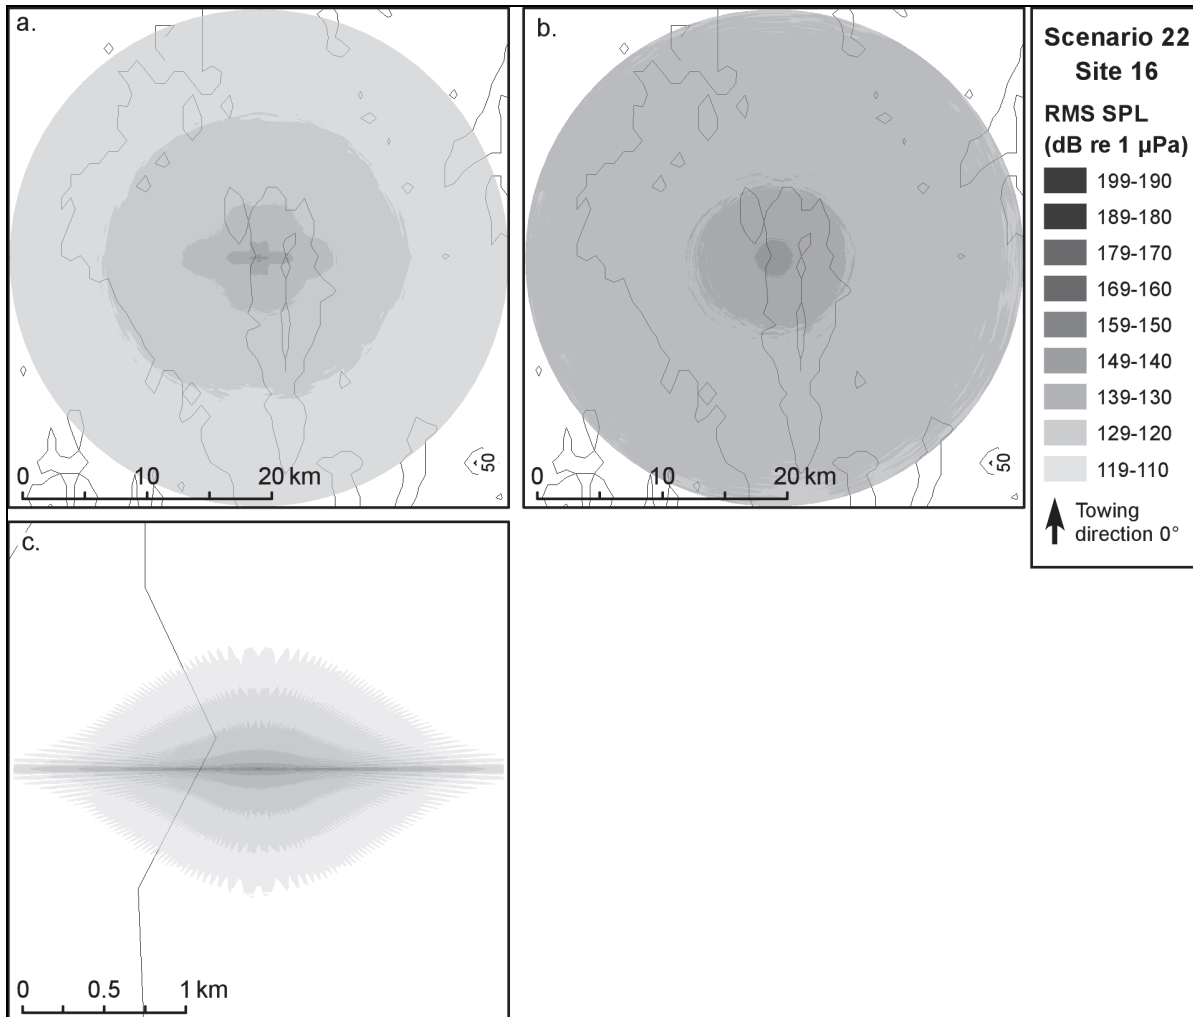 a.
0 10 20 km
50
b.
0 10 20 km
50
Scenario 22
Site 16
RMS SPL
(dB re 1 µPa)
199-190
189-180
179-170
169-160
159-150
149-140
139-130
129-120
119-110
Towing
direction 0°
c.
0 0.5 1 km